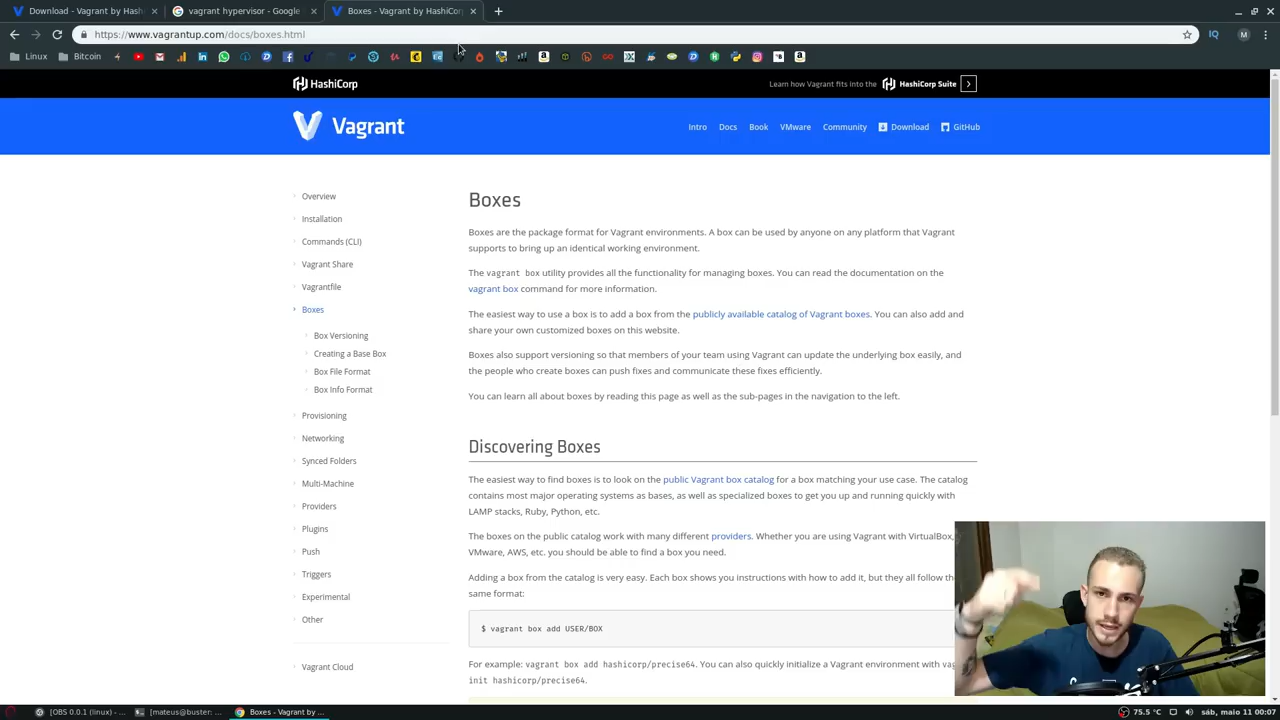 Download - Vagrant by Hash
vagrant hypervisor - Google
Boxes - Vagrant by HashiCor
https://www.vagrantup.com/docs/boxes.html
Linux
Bitcoin
HashiCorp
Learn how Vagrant fits into the
HashiCorp Suite
Vagrant
Intro
Docs
Book
VMware
Community
Download
GitHub
Overview
Installation
Commands (CLI)
Vagrant Share
Vagrantfile
Boxes
Box Versioning
Creating a Base Box
Box File Format
Box Info Format
Provisioning
Networking
Synced Folders
Multi-Machine
Providers
Plugins
Push
Triggers
Experimental
Other
Vagrant Cloud
Boxes
Boxes are the package format for Vagrant environments. A box can be used by anyone on any platform that Vagrant
supports to bring up an identical working environment.
The vagrant box utility provides all the functionality for managing boxes. You can read the documentation on the
vagrant box command for more information.
The easiest way to use a box is to add a box from the publicly available catalog of Vagrant boxes. You can also add and
share your own customized boxes on this website.
Boxes also support versioning so that members of your team using Vagrant can update the underlying box easily, and
the people who create boxes can push fixes and communicate these fixes efficiently.
You can learn all about boxes by reading this page as well as the sub-pages in the navigation to the left.
Discovering Boxes
The easiest way to find boxes is to look on the public Vagrant box catalog for a box matching your use case. The catalog
contains most major operating systems as bases, as well as specialized boxes to get you up and running quickly with
LAMP stacks, Ruby, Python, etc.
The boxes on the public catalog work with many different providers. Whether you are using Vagrant with VirtualBox,
VMware, AWS, etc. you should be able to find a box you need.
Adding a box from the catalog is very easy. Each box shows you instructions with how to add it, but they all follow the
same format:
$ vagrant box add USER/BOX
For example: vagrant box add hashicorp/precise64. You can also quickly initialize a Vagrant environment with vag
init hashicorp/precise64.
[OBS 0.0.1 (linux) - ...
[mateus@buster: ...
Boxes - Vagrant by ...
75.5 °C
sáb, maio 11 00:07